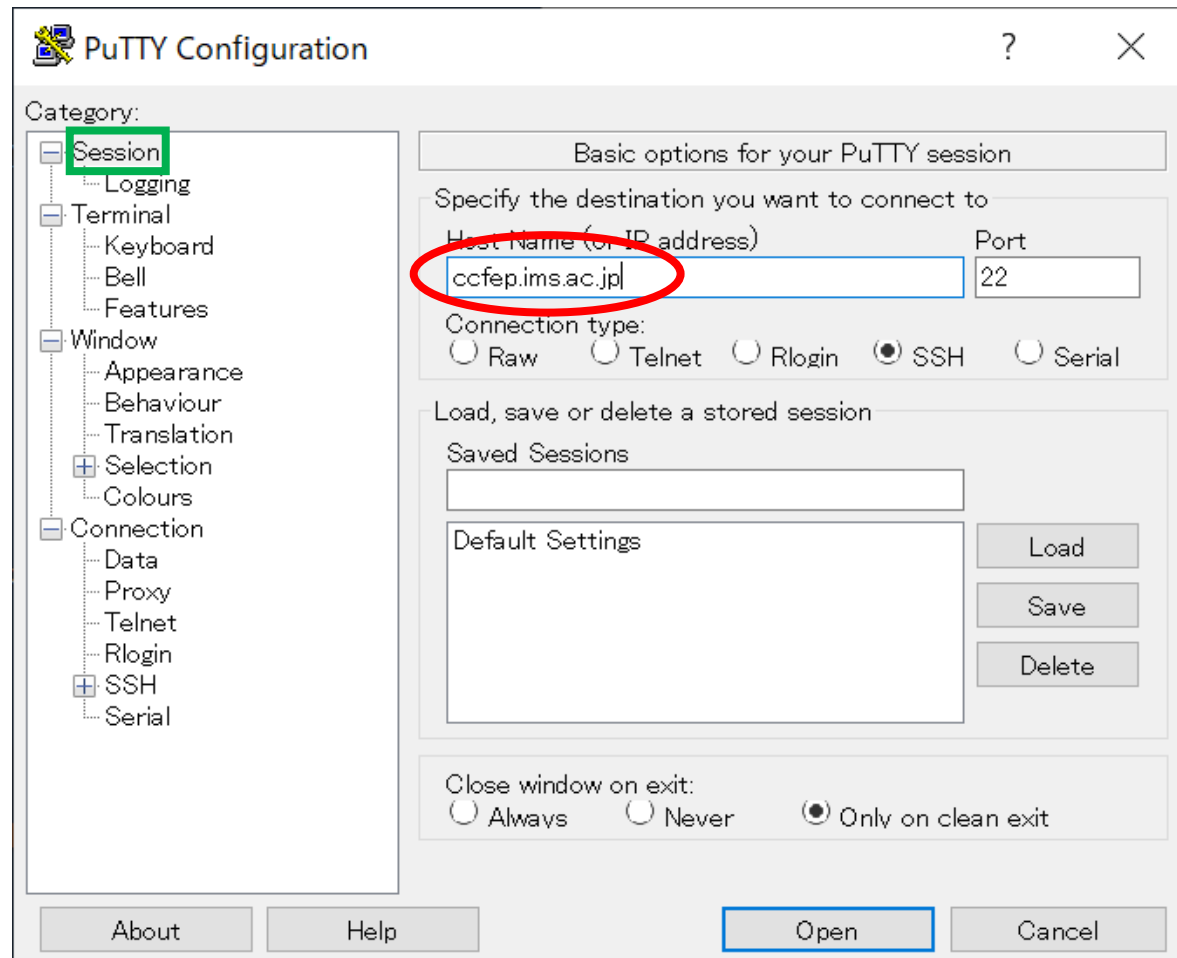 PuTTY Configuration
?
Category:
Session
Logging
Terminal
Keyboard
Bell
Features
Window
Appearance
Behaviour
Translation
Selection
Colours
Connection
Data
Proxy
Telnet
Rlogin
SSH
Serial
Basic options for your PuTTY session
Specify the destination you want to connect to
Host Name (or IP address) Port
ccfep.ims.ac.jp 22
Connection type:
Raw Telnet Rlogin SSH Serial
Load, save or delete a stored session
Saved Sessions
Default Settings
Load
Save
Delete
Close window on exit:
Always Never Only on clean exit
About Help Open Cancel